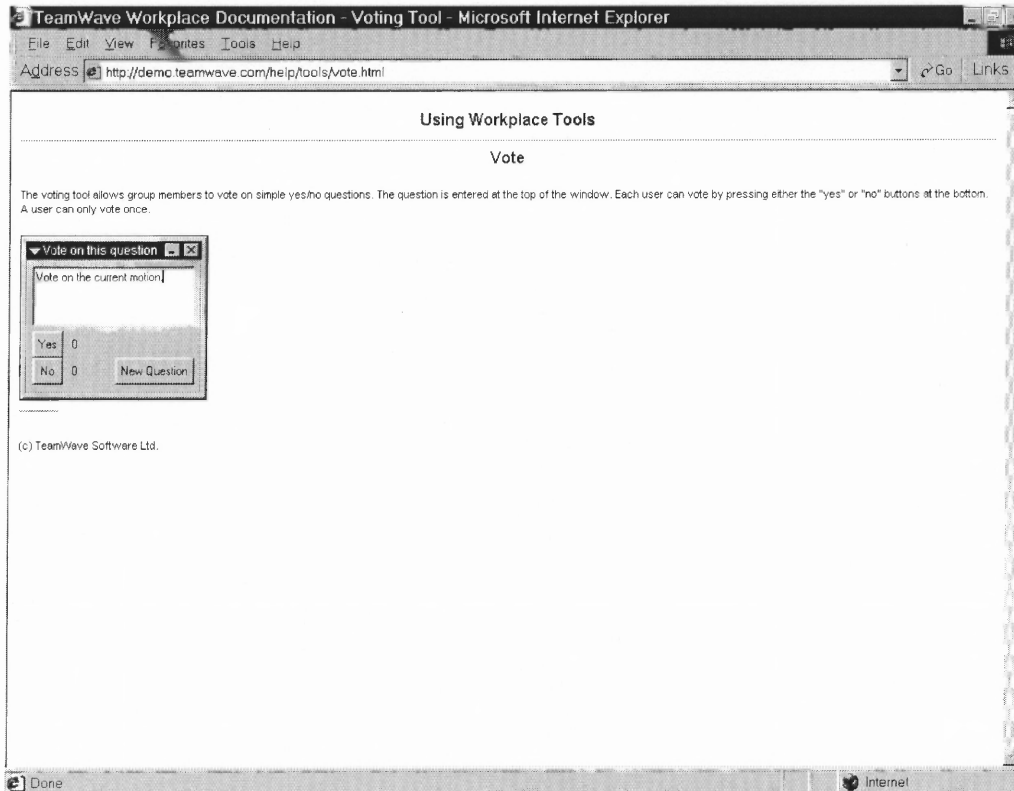 TeamWave Workplace Documentation - Voting Tool - Microsoft Internet Explorer
File Edit View Favorites Tools Help
Address http://demo.teamwave.com/help/tools/vote.html Go Links
Using Workplace Tools
Vote
The voting tool allows group members to vote on simple yes/no questions. The question is entered at the top of the window. Each user can vote by pressing either the "yes" or "no" buttons at the bottom.
A user can only vote once.
Vote on this question
Vote on the current motion.
Yes 0
No 0 New Question
(c) TeamWave Software Ltd.
Done Internet